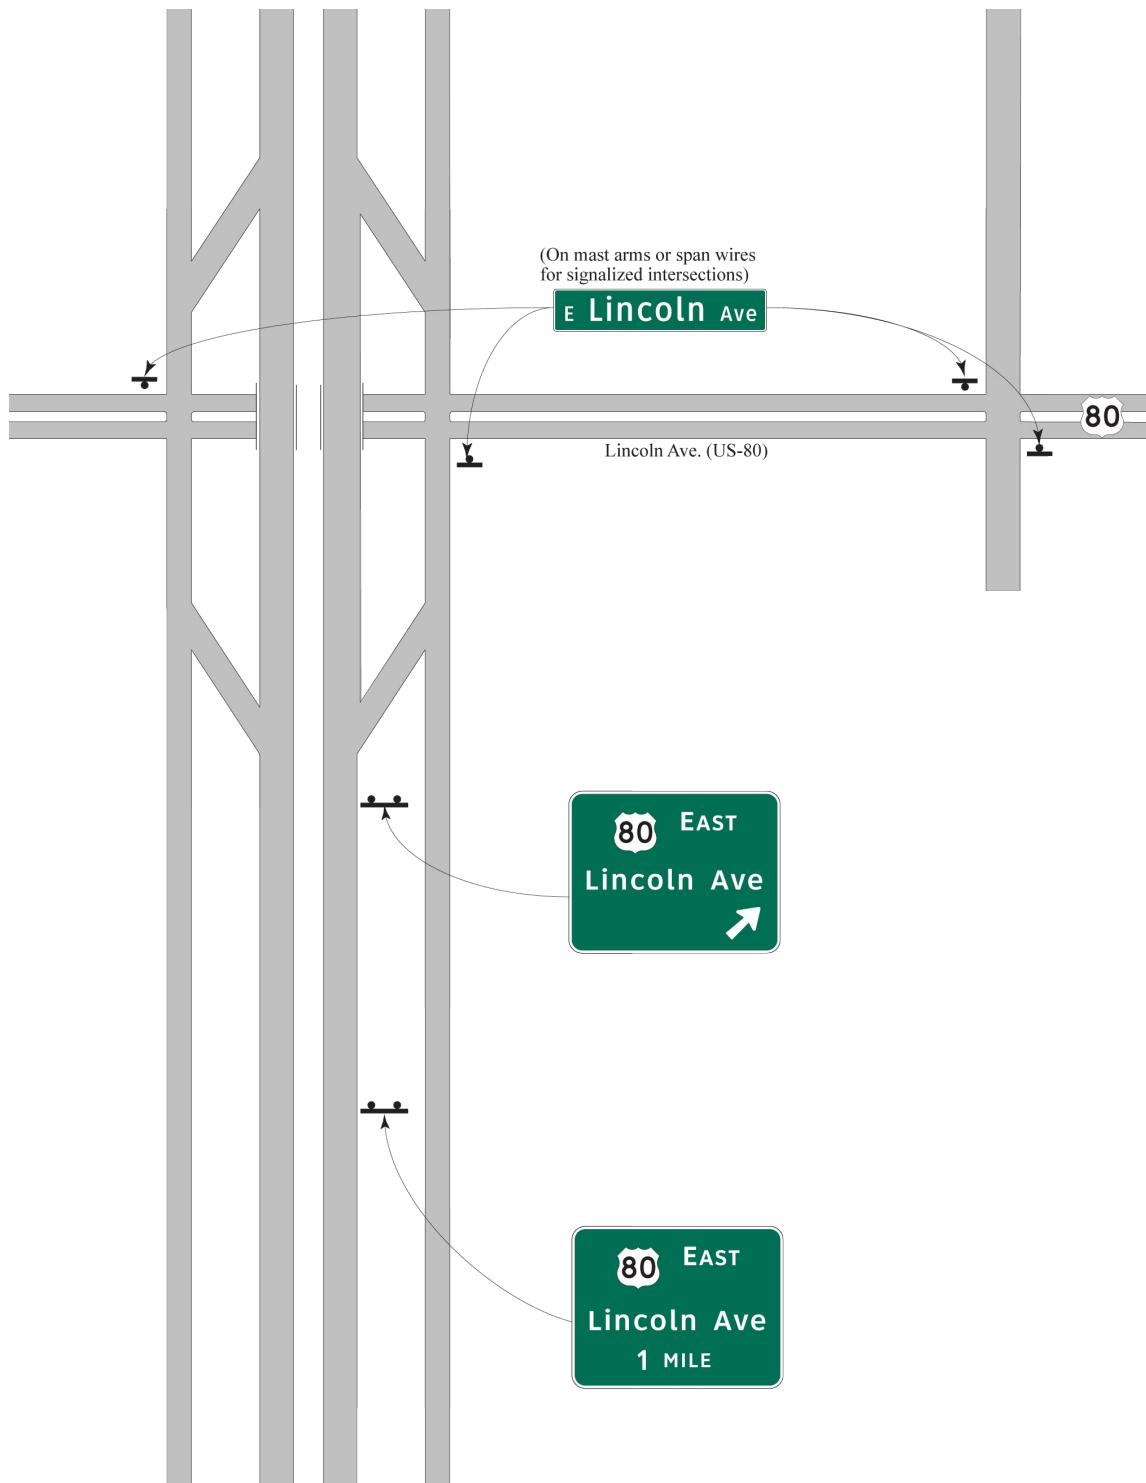 (On mast arms or span wires
for signalized intersections)
E Lincoln Ave
80
Lincoln Ave. (US-80)
80 EAST
Lincoln Ave
80 EAST
Lincoln Ave
1 MILE